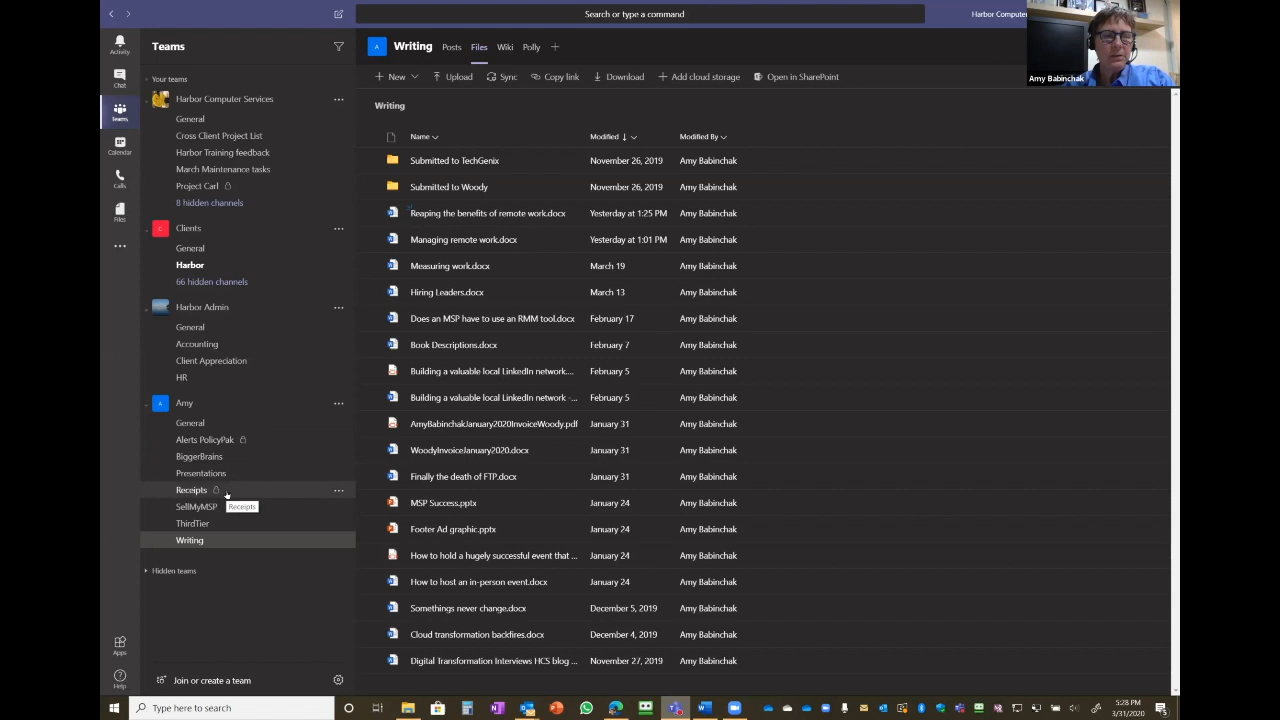 Search or type a command
Harbor Computer
Amy Babinchak
Activity
Chat
Teams
Calendar
Calls
Files
Apps
Help
Teams
Your teams
Harbor Computer Services
General
Cross Client Project List
Harbor Training feedback
March Maintenance tasks
Project Carl
8 hidden channels
C
Clients
General
Harbor
66 hidden channels
Harbor Admin
General
Accounting
Client Appreciation
HR
A
Amy
General
Alerts PolicyPak
BiggerBrains
Presentations
Receipts
Receipts
SellMyMSP
ThirdTier
Writing
Hidden teams
Join or create a team
A
Writing Posts Files Wiki Polly
New Upload Sync Copy link Download Add cloud storage Open in SharePoint
Writing
Name Modified Modified By
Submitted to TechGenix November 26, 2019 Amy Babinchak
Submitted to Woody November 26, 2019 Amy Babinchak
Reaping the benefits of remote work.docx Yesterday at 1:25 PM Amy Babinchak
Managing remote work.docx Yesterday at 1:01 PM Amy Babinchak
Measuring work.docx March 19 Amy Babinchak
Hiring Leaders.docx March 13 Amy Babinchak
Does an MSP have to use an RMM tool.docx February 17 Amy Babinchak
Book Descriptions.docx February 7 Amy Babinchak
Building a valuable local LinkedIn network.... February 5 Amy Babinchak
Building a valuable local LinkedIn network -... February 5 Amy Babinchak
AmyBabinchakJanuary2020InvoiceWoody.pdf January 31 Amy Babinchak
WoodyInvoiceJanuary2020.docx January 31 Amy Babinchak
Finally the death of FTP.docx January 31 Amy Babinchak
MSP Success.pptx January 24 Amy Babinchak
Footer Ad graphic.pptx January 24 Amy Babinchak
How to hold a hugely successful event that ... January 24 Amy Babinchak
How to host an in-person event.docx January 24 Amy Babinchak
Somethings never change.docx December 5, 2019 Amy Babinchak
Cloud transformation backfires.docx December 4, 2019 Amy Babinchak
Digital Transformation Interviews HCS blog ... November 27, 2019 Amy Babinchak
Type here to search
5:28 PM
3/31/2020